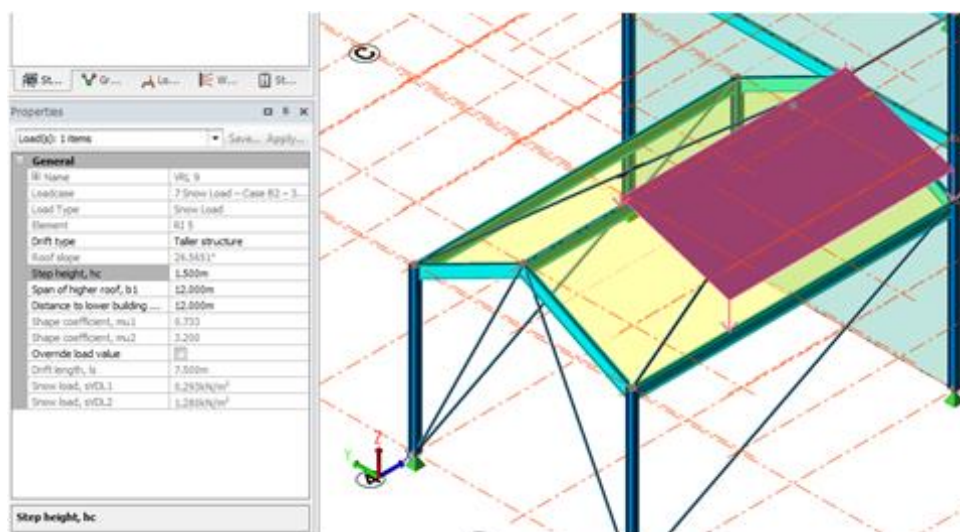 St... Gr... Lo... W... St...
Properties
Load(s): 1 items Save... Apply...
General
Name VRL 9
Loadcase 7 Snow Load - Case B2 - 3...
Load Type Snow Load
Element RI 5
Drift type Taller structure
Roof slope 26.5651°
Step height, hc 1.500m
Span of higher roof, b1 12.000m
Distance to lower building .... 12.000m
Shape coefficient, mu1 0.733
Shape coefficient, mu2 3.200
Override load value
Drift length, ls 7.500m
Snow load, sVDL1 0.293kN/m²
Snow load, sVDL2 1.280kN/m²
Step height, hc
C
Z
Y